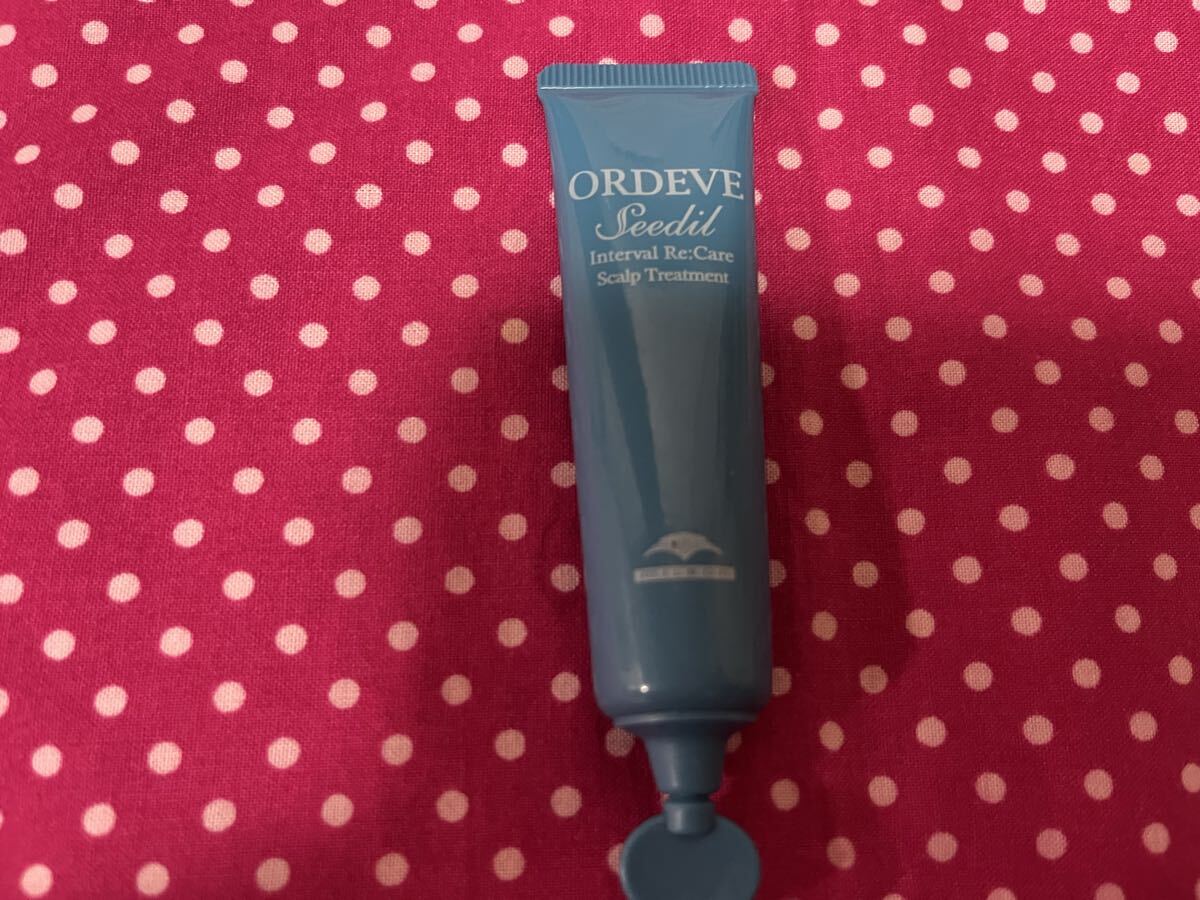 ORDEVE
Seedil
Interval Re:Care
Scalp Treatment